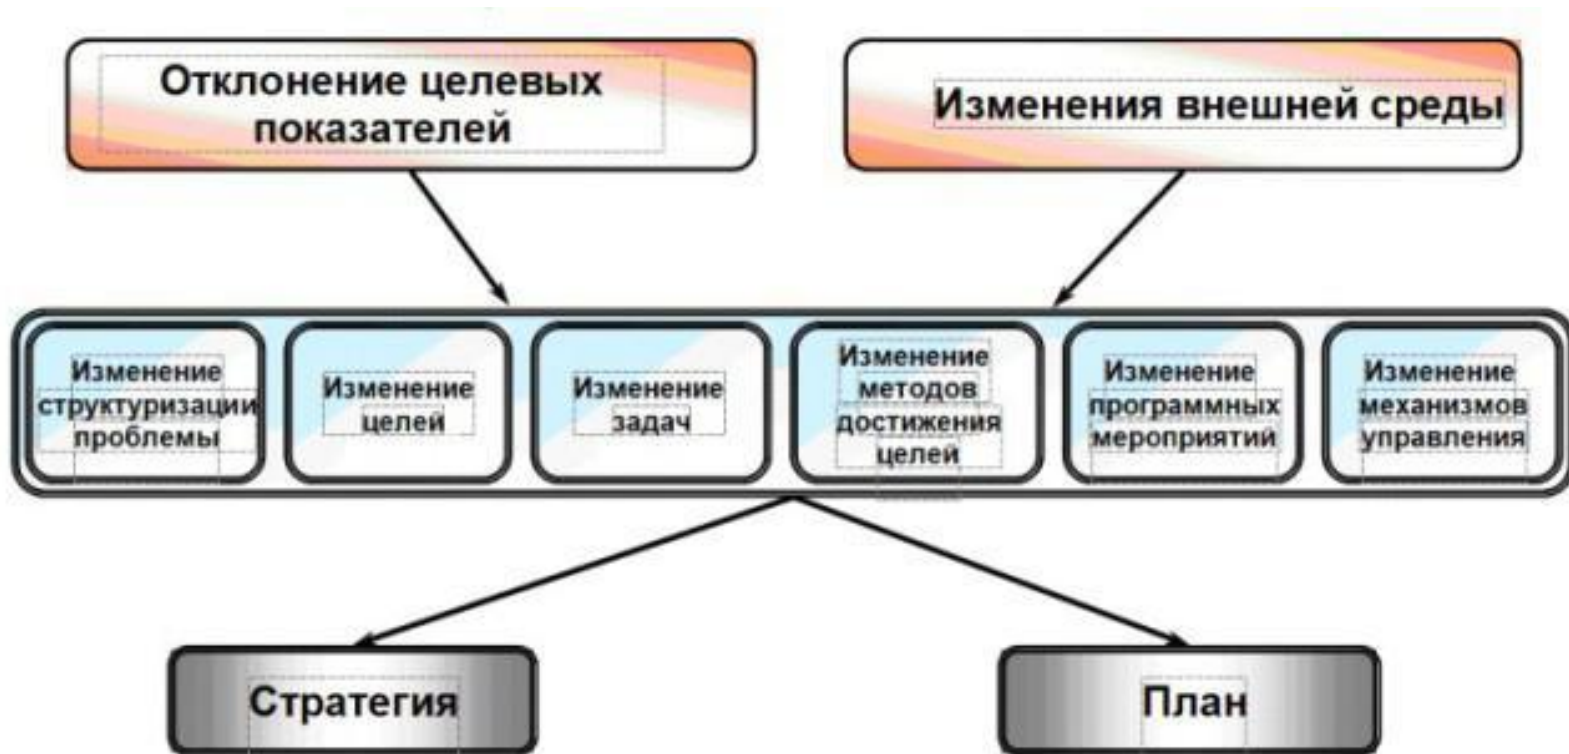 Отклонение целевых
показателей
Изменения внешней среды
Изменение
структуризации
проблемы
Изменение
целей
Изменение
задач
Изменение
методов
достижения
целей
Изменение
программных
мероприятий
Изменение
механизмов
управления
Стратегия
План